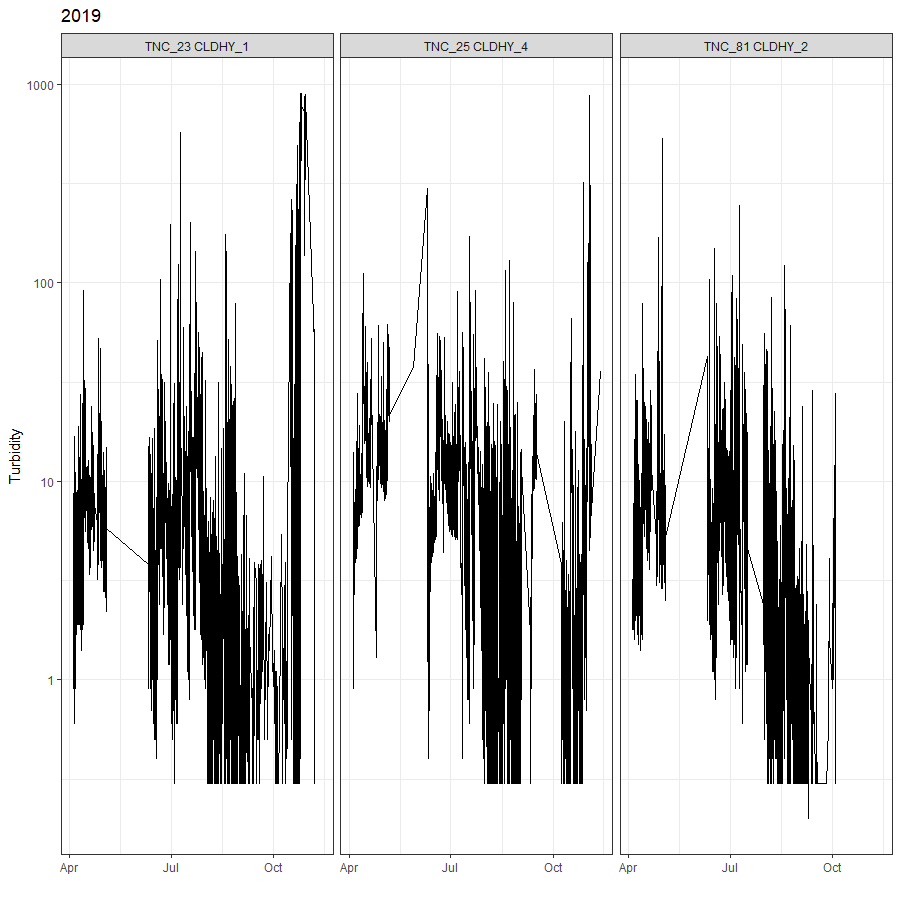 2019
TNC_23 CLDHY_1 TNC_25 CLDHY_4 TNC_81 CLDHY_2
1000
100
10
1
Turbidity
Apr Jul Oct Apr Jul Oct Apr Jul Oct